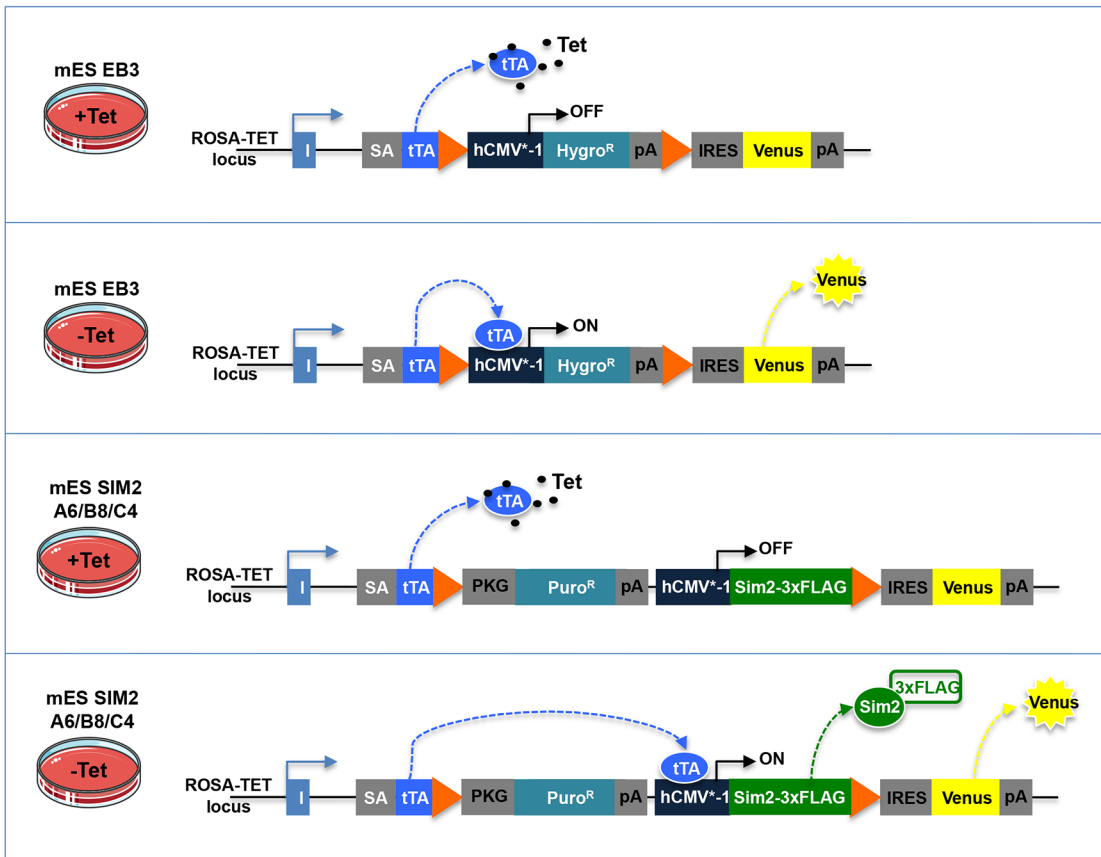 mES EB3
+Tet
Tet
tTA
OFF
ROSA-TET
locus
I
SA
tTA
hCMV*-1
Hygroᴿ
pA
IRES
Venus
pA
mES EB3
-Tet
Venus
tTA
ON
ROSA-TET
locus
I
SA
tTA
hCMV*-1
Hygroᴿ
pA
IRES
Venus
pA
mES SIM2
A6/B8/C4
+Tet
Tet
tTA
OFF
ROSA-TET
locus
I
SA
tTA
PKG
Puroᴿ
pA
hCMV*-1
Sim2-3xFLAG
IRES
Venus
pA
mES SIM2
A6/B8/C4
-Tet
3xFLAG
Sim2
Venus
tTA
ON
ROSA-TET
locus
I
SA
tTA
PKG
Puroᴿ
pA
hCMV*-1
Sim2-3xFLAG
IRES
Venus
pA